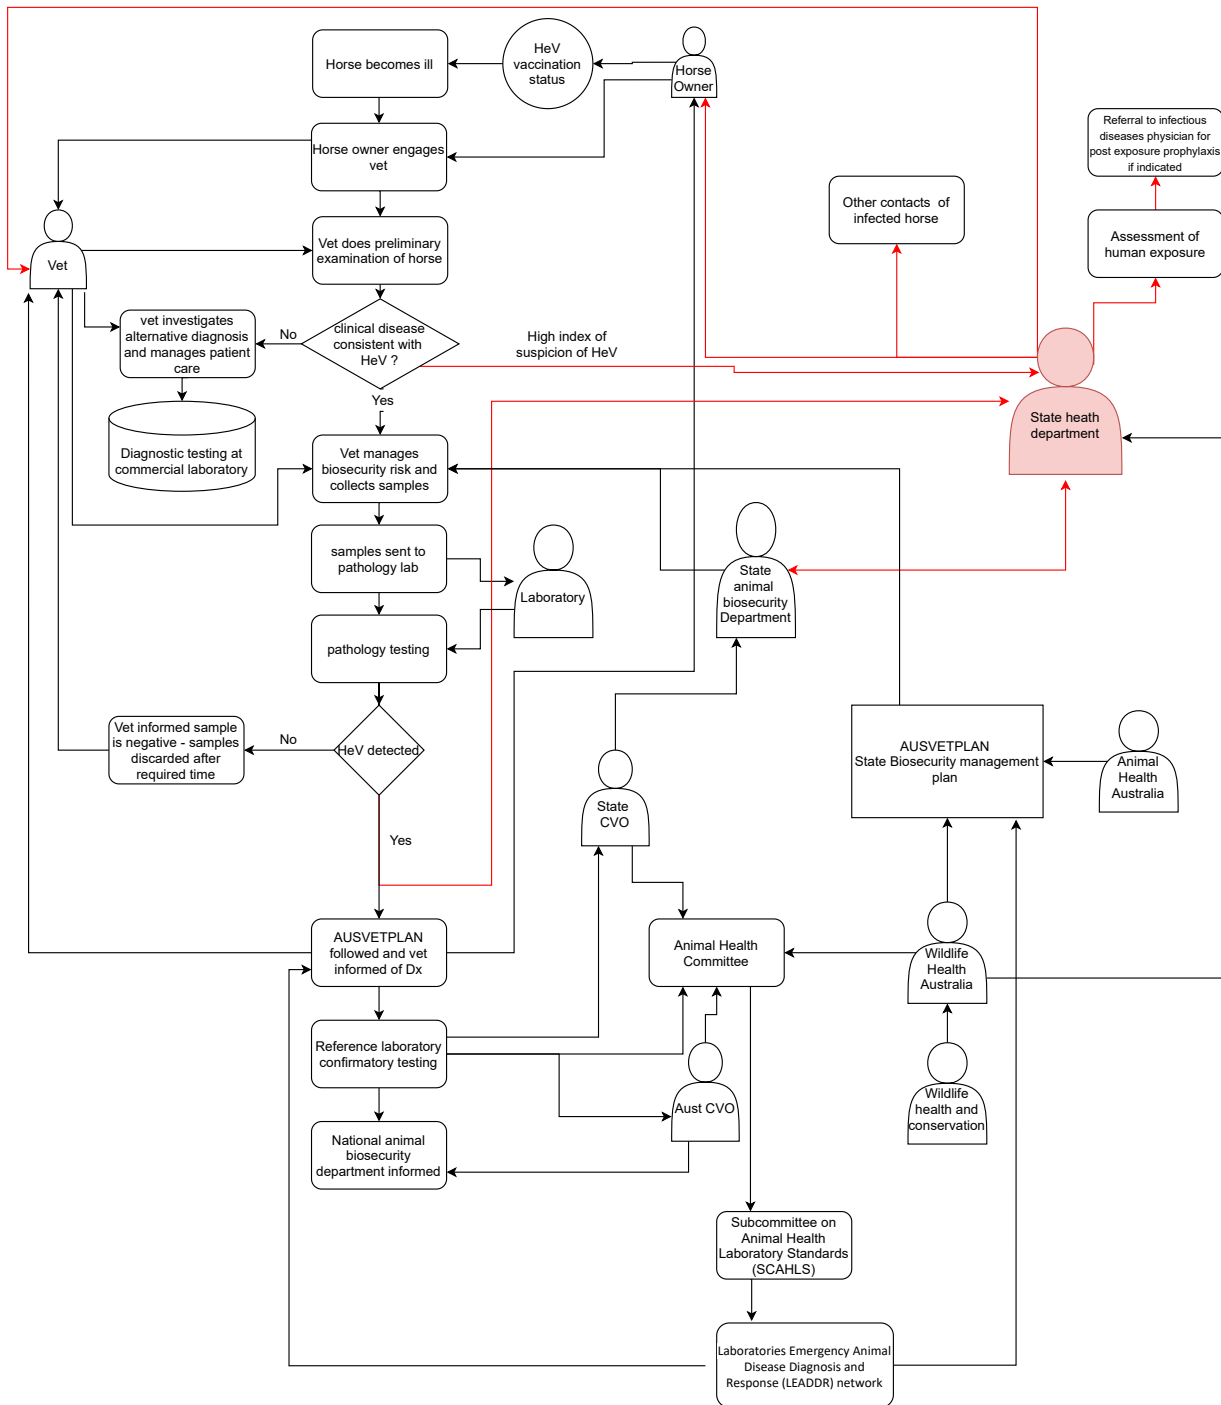 Horse becomes ill
HeV
vaccination
status
Horse
Owner
Referral to infectious
diseases physician for
post exposure prophylaxis
if indicated
Horse owner engages
vet
Other contacts  of
infected horse
Assessment of
human exposure
Vet
Vet does preliminary
examination of horse
vet investigates
alternative diagnosis
and manages patient
care
No
clinical disease
consistent with
HeV ?
High index of
suspicion of HeV
Yes
State heath
department
Diagnostic testing at
commercial laboratory
Vet manages
biosecurity risk and
collects samples
samples sent to
pathology lab
Laboratory
State
animal
biosecurity
Department
pathology testing
Vet informed sample
is negative - samples
discarded after
required time
No
HeV detected
AUSVETPLAN
State Biosecurity management
plan
Animal
Health
Australia
State
CVO
Yes
AUSVETPLAN
followed and vet
informed of Dx
Animal Health
Committee
Wildlife
Health
Australia
Reference laboratory
confirmatory testing
Aust CVO
Wildlife
health and
conservation
National animal
biosecurity
department informed
Subcommittee on
Animal Health
Laboratory Standards
(SCAHLS)
Laboratories Emergency Animal
Disease Diagnosis and
Response (LEADDR) network